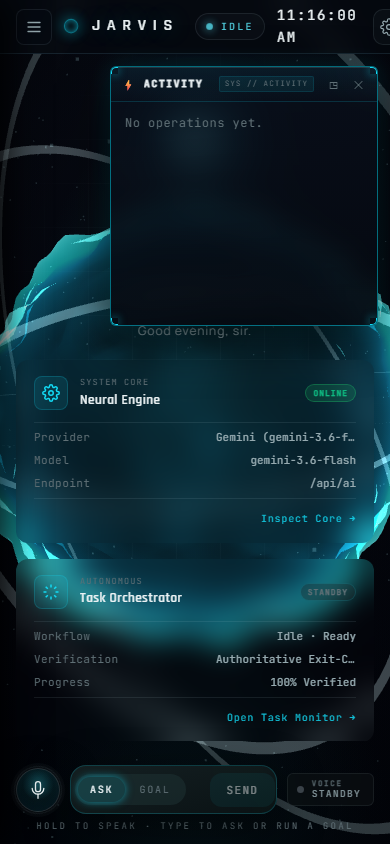 JARVIS
IDLE
11:16:00
AM
ACTIVITY
SYS // ACTIVITY
No operations yet.
Good evening, sir.
SYSTEM CORE
Neural Engine
ONLINE
Provider
Gemini (gemini-3.6-f…
Model
gemini-3.6-flash
Endpoint
/api/ai
Inspect Core →
AUTONOMOUS
Task Orchestrator
STANDBY
Workflow
Idle · Ready
Verification
Authoritative Exit-C…
Progress
100% Verified
Open Task Monitor →
ASK
GOAL
SEND
VOICE
STANDBY
HOLD TO SPEAK · TYPE TO ASK OR RUN A GOAL